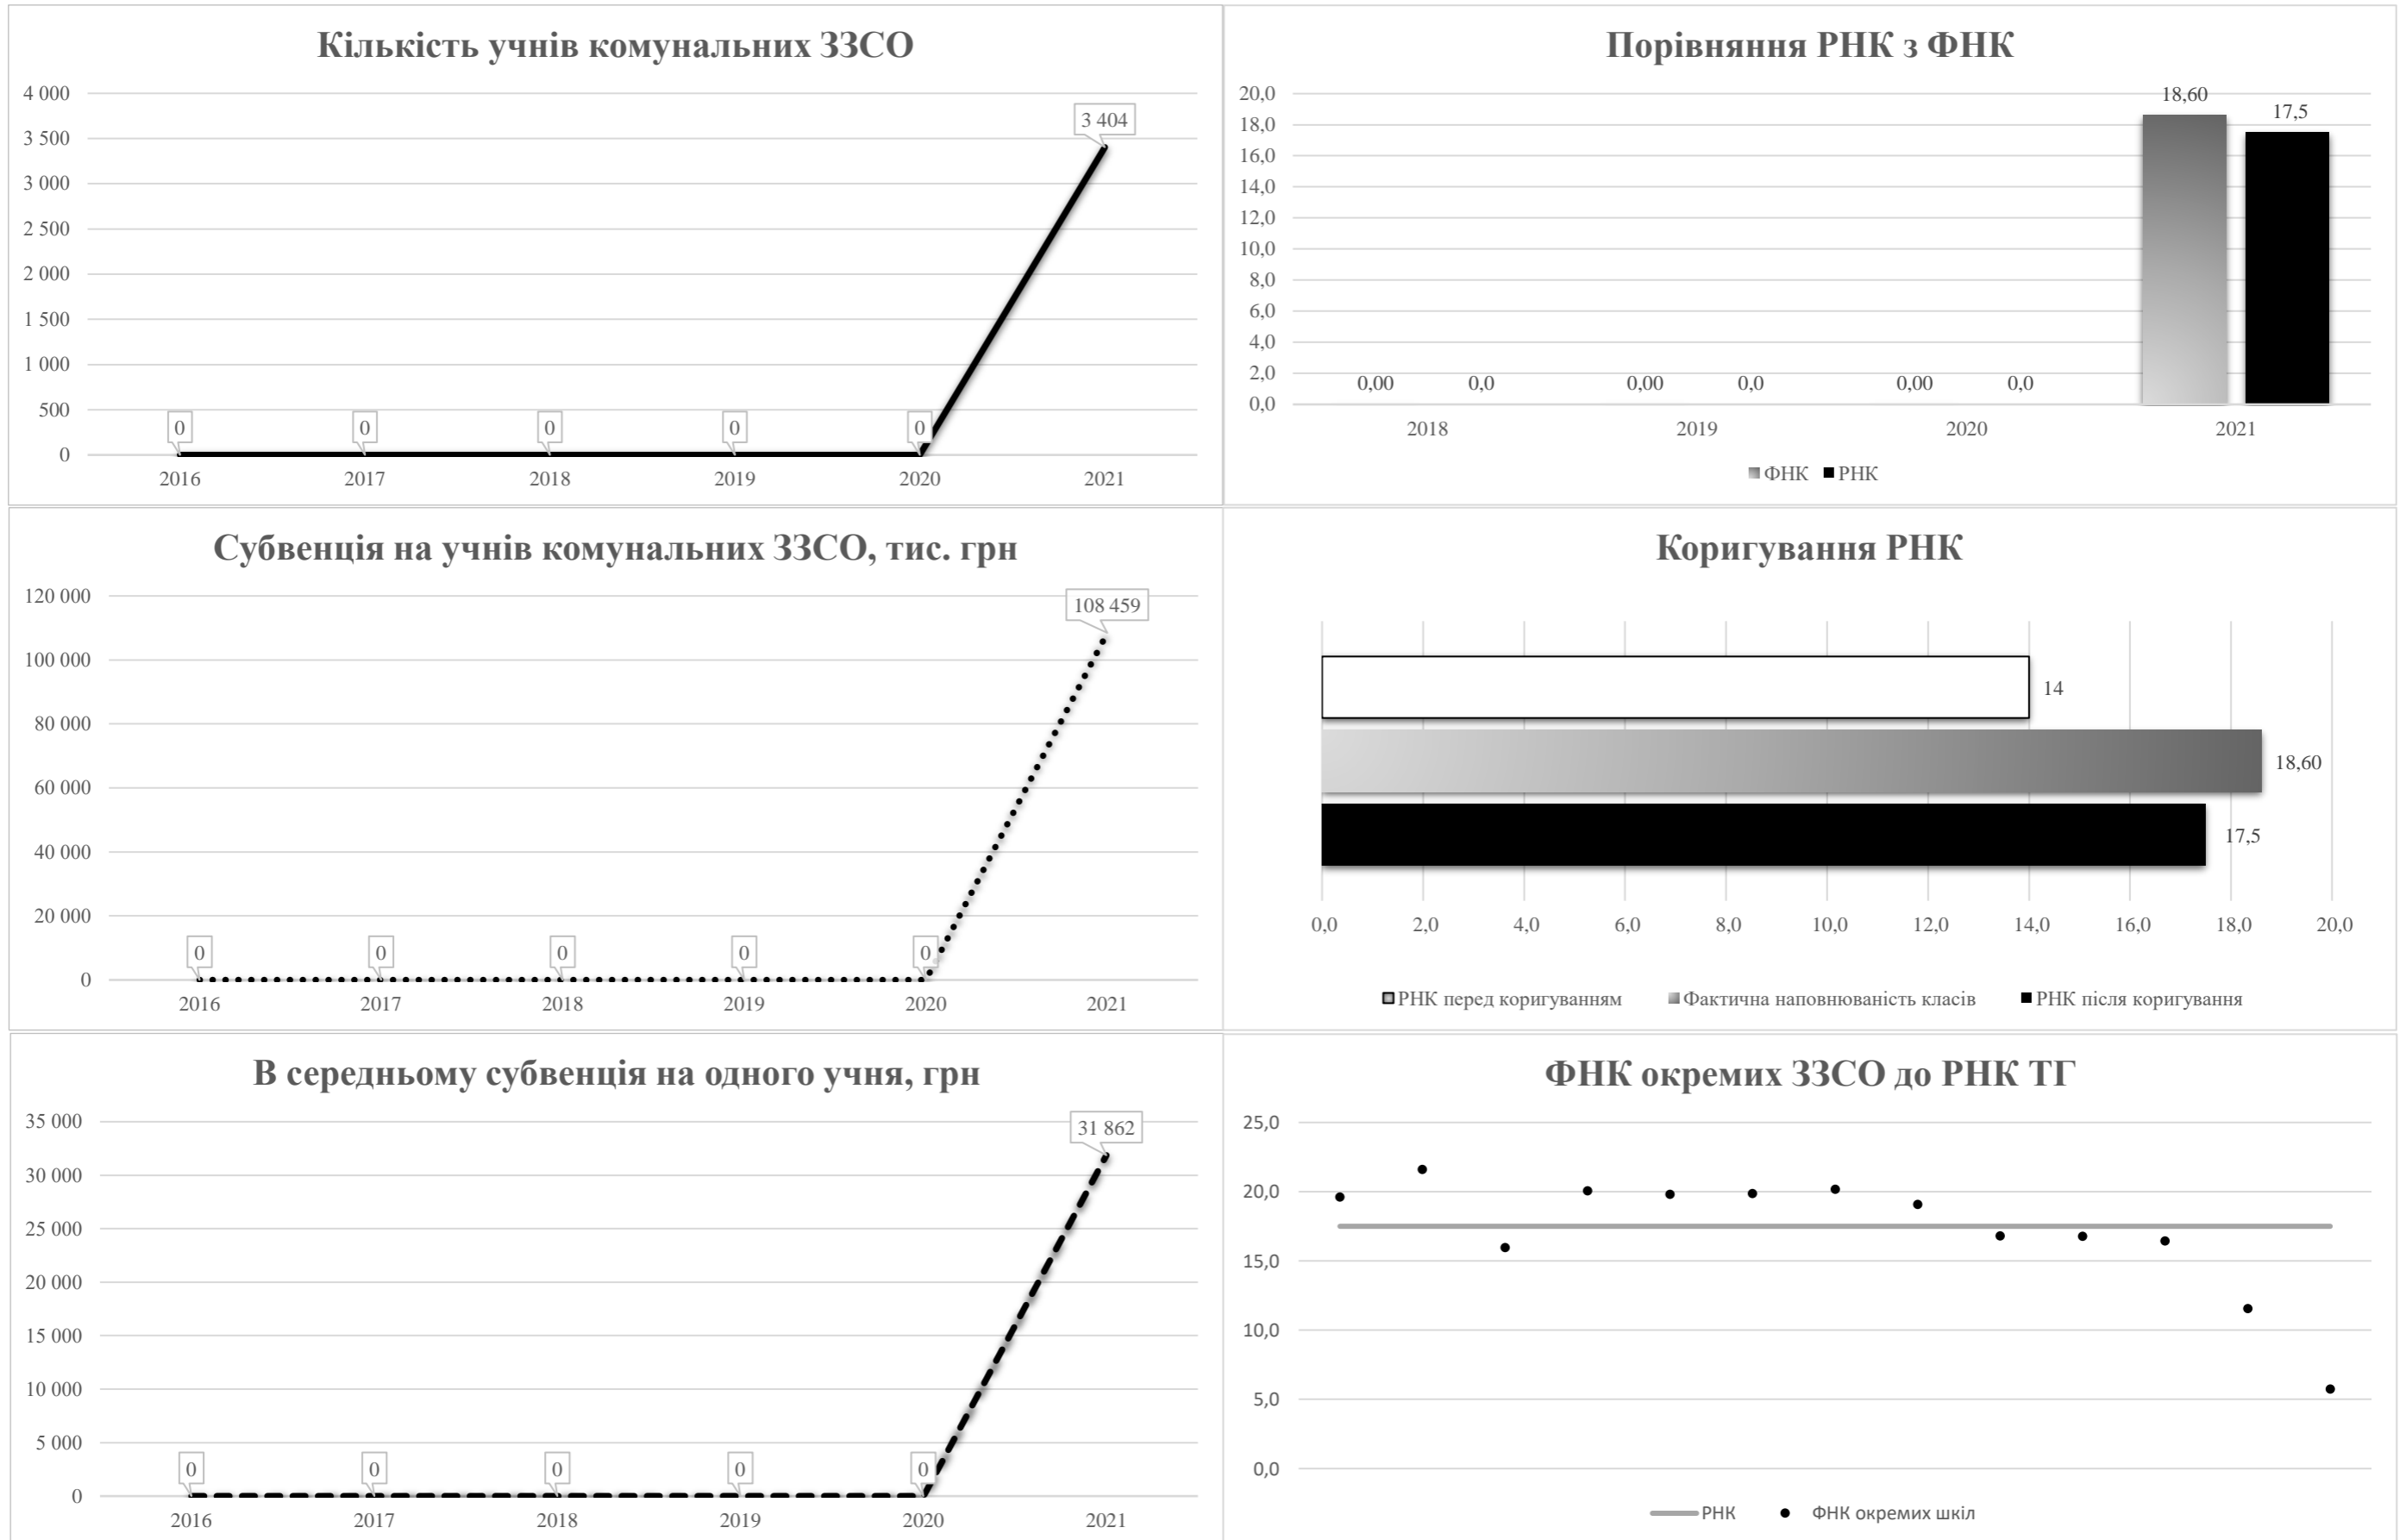 Кількість учнів комунальних ЗЗСО
4 000
3 500
3 000
2 500
2 000
1 500
1 000
500
0
3 404
0 0 0 0 0
2016 2017 2018 2019 2020 2021
Порівняння РНК з ФНК
20,0
18,0
16,0
14,0
12,0
10,0
8,0
6,0
4,0
2,0
0,0
18,60 17,5
0,00 0,0 0,00 0,0 0,00 0,0
2018 2019 2020 2021
ФНК РНК
Субвенція на учнів комунальних ЗЗСО, тис. грн
120 000
100 000
80 000
60 000
40 000
20 000
0
108 459
0 0 0 0 0
2016 2017 2018 2019 2020 2021
Коригування РНК
14
18,60
17,5
0,0 2,0 4,0 6,0 8,0 10,0 12,0 14,0 16,0 18,0 20,0
РНК перед коригуванням Фактична наповнюваність класів РНК після коригування
В середньому субвенція на одного учня, грн
35 000
30 000
25 000
20 000
15 000
10 000
5 000
0
31 862
0 0 0 0 0
2016 2017 2018 2019 2020 2021
ФНК окремих ЗЗСО до РНК ТГ
25,0
20,0
15,0
10,0
5,0
0,0
РНК ФНК окремих шкіл